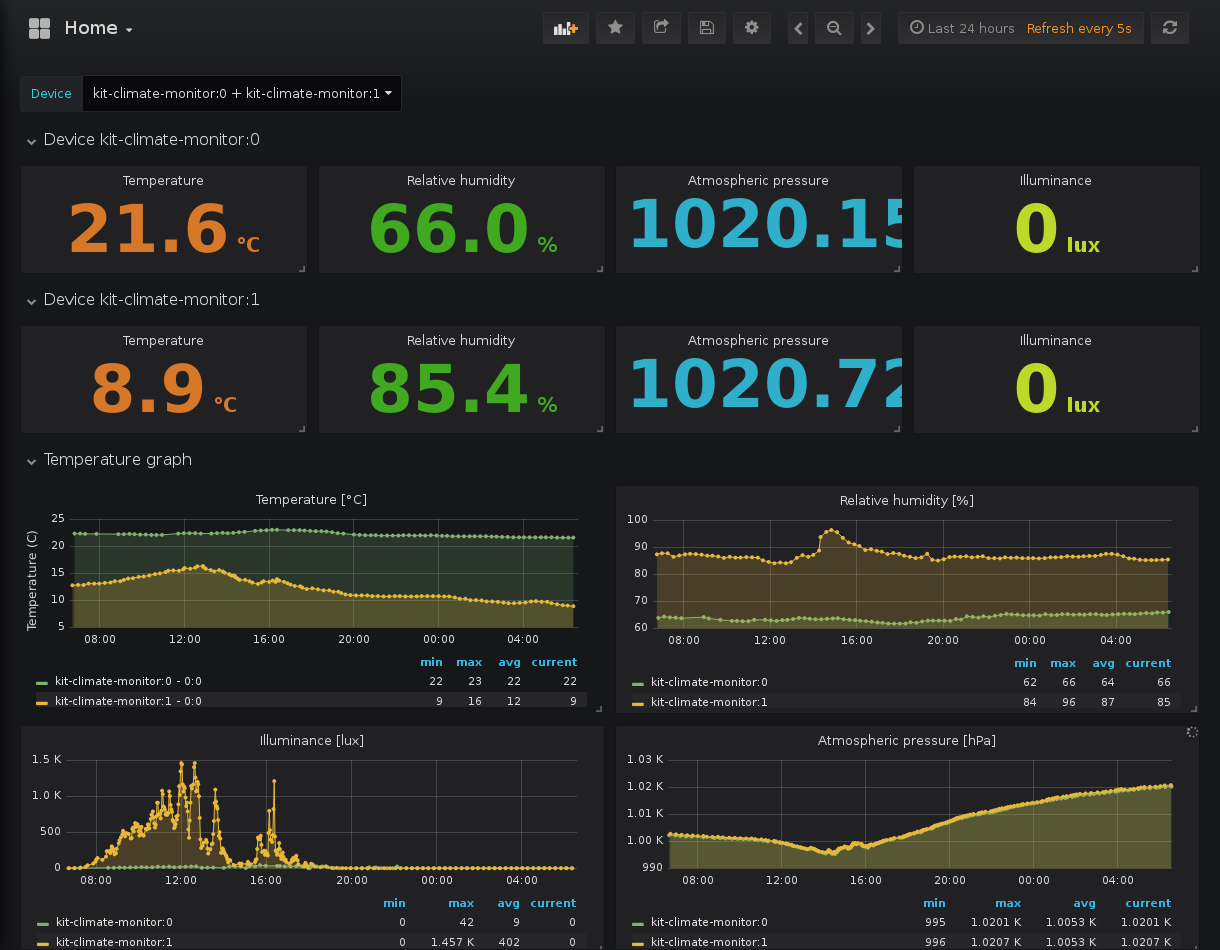 Home
Last 24 hours Refresh every 5s
Device kit-climate-monitor:0 + kit-climate-monitor:1
Device kit-climate-monitor:0
Temperature Relative humidity Atmospheric pressure Illuminance
21.6 °C 66.0 % 1020.15 0 lux
Device kit-climate-monitor:1
Temperature Relative humidity Atmospheric pressure Illuminance
8.9 °C 85.4 % 1020.72 0 lux
Temperature graph
Temperature [°C]
Temperature (C)
25
20
15
10
5
08:00 12:00 16:00 20:00 00:00 04:00
min max avg current
kit-climate-monitor:0 - 0:0 22 23 22 22
kit-climate-monitor:1 - 0:0 9 16 12 9
Relative humidity [%]
100
90
80
70
60
08:00 12:00 16:00 20:00 00:00 04:00
min max avg current
kit-climate-monitor:0 62 66 64 66
kit-climate-monitor:1 84 96 87 85
Illuminance [lux]
1.5 K
1.0 K
500
0
08:00 12:00 16:00 20:00 00:00 04:00
min max avg current
kit-climate-monitor:0 0 42 9 0
kit-climate-monitor:1 0 1.457 K 402 0
Atmospheric pressure [hPa]
1.03 K
1.02 K
1.01 K
1.00 K
990
08:00 12:00 16:00 20:00 00:00 04:00
min max avg current
kit-climate-monitor:0 995 1.0201 K 1.0053 K 1.0201 K
kit-climate-monitor:1 996 1.0207 K 1.0053 K 1.0207 K